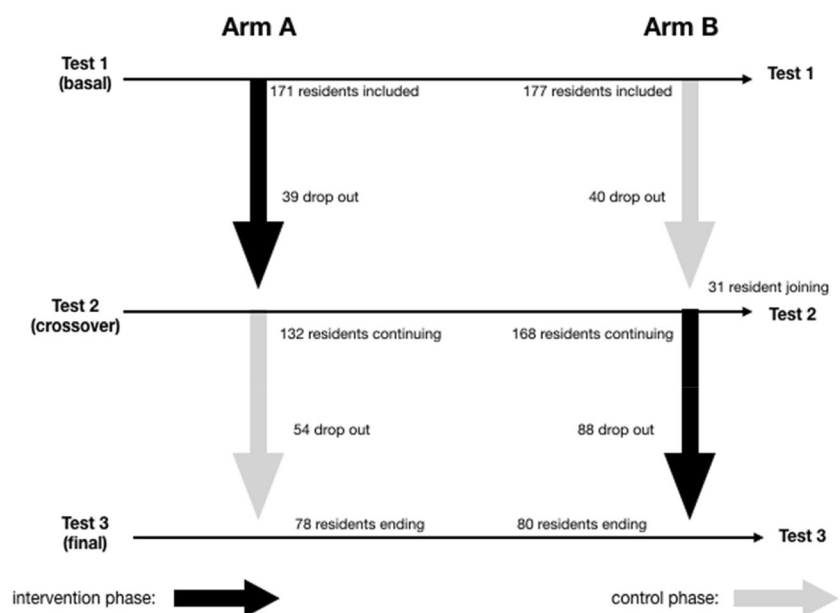 Arm A
Arm B
Test 1
(basal)
Test 1
171 residents included
177 residents included
39 drop out
40 drop out
31 resident joining
Test 2
(crossover)
Test 2
132 residents continuing
168 residents continuing
54 drop out
88 drop out
Test 3
(final)
78 residents ending
80 residents ending
Test 3
intervention phase:
control phase: